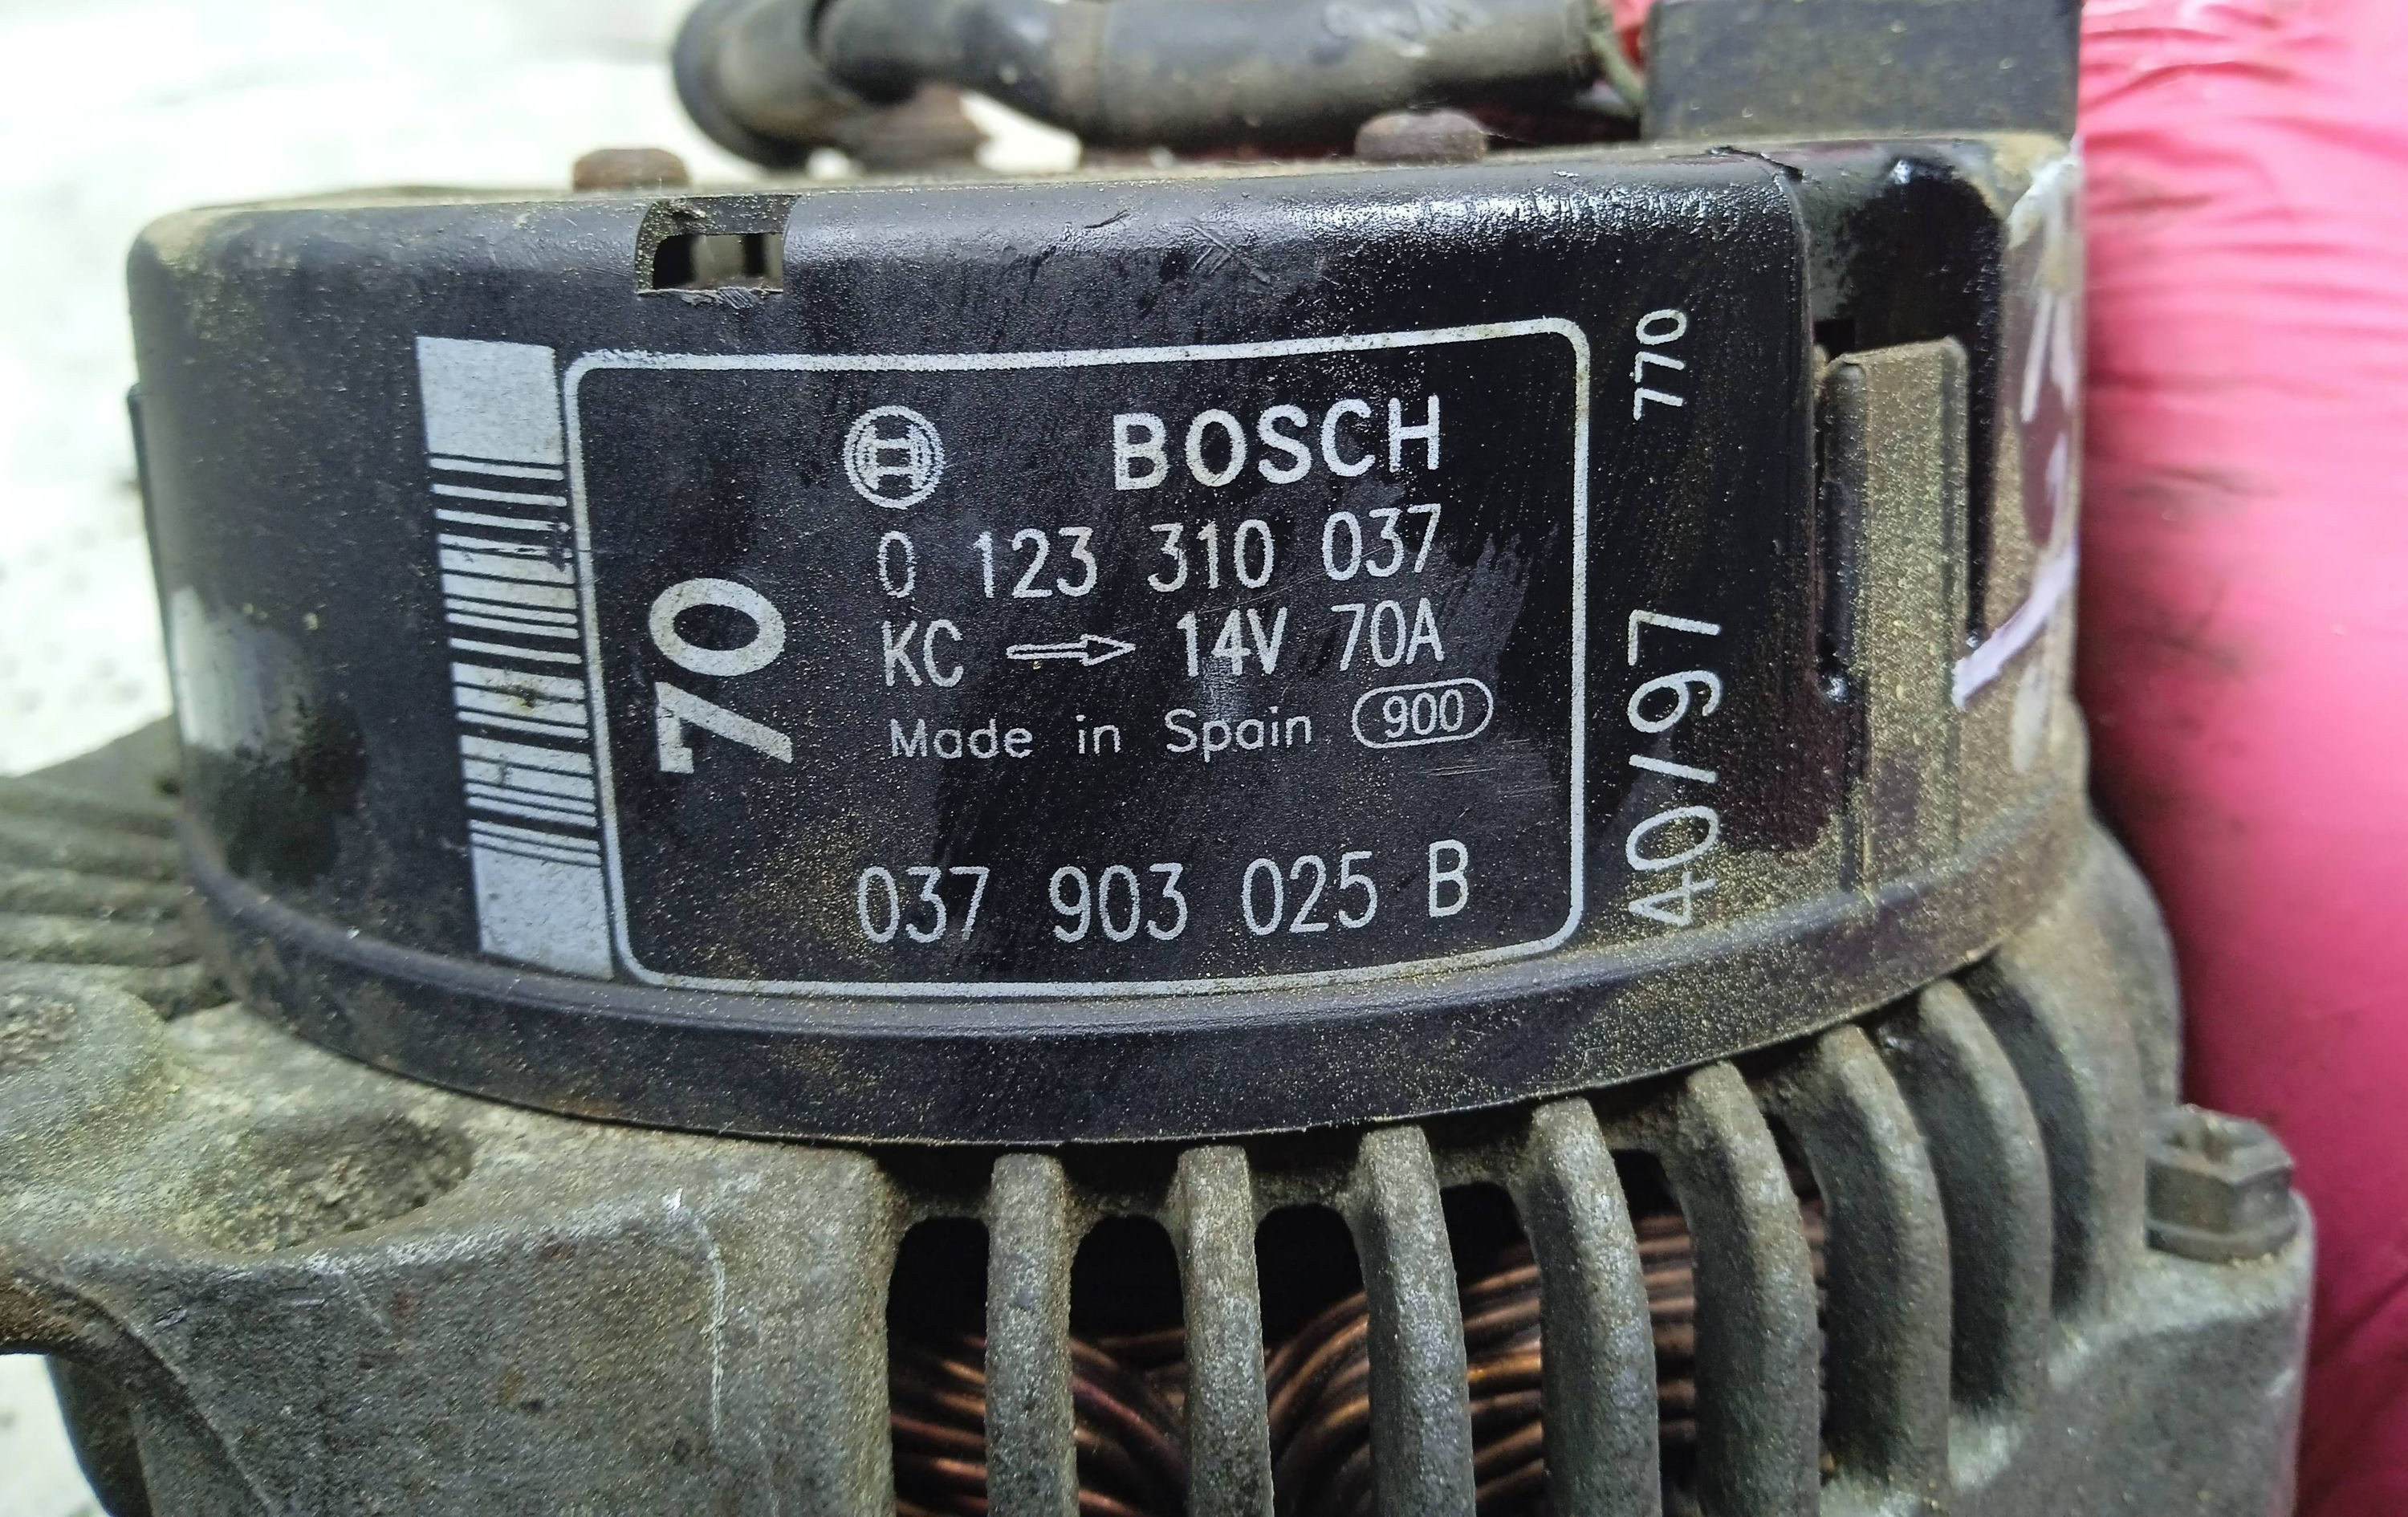 70
BOSCH
0 123 310 037
KC → 14V 70A
Made in Spain 900
037 903 025 B
770
40/97